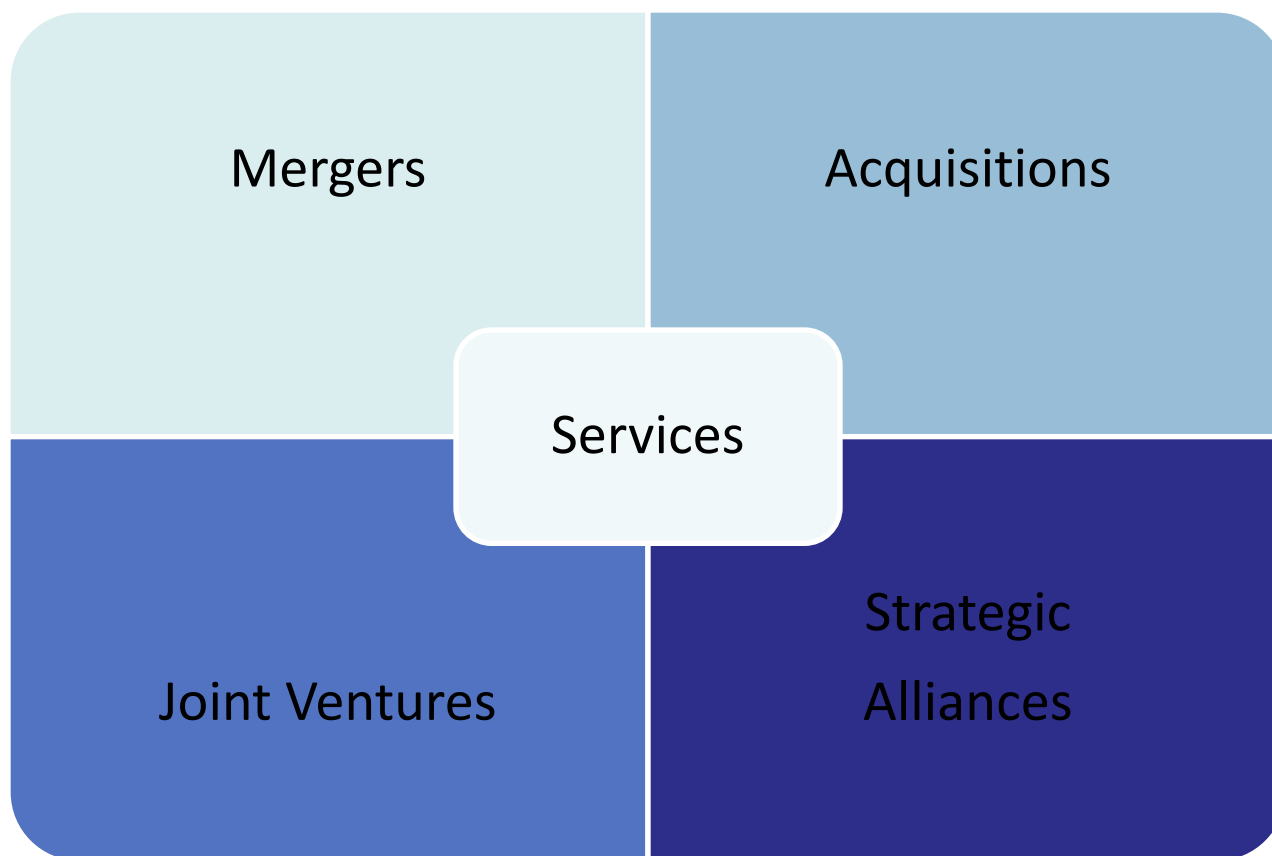 Mergers
Acquisitions
Services
Joint Ventures
Strategic
Alliances